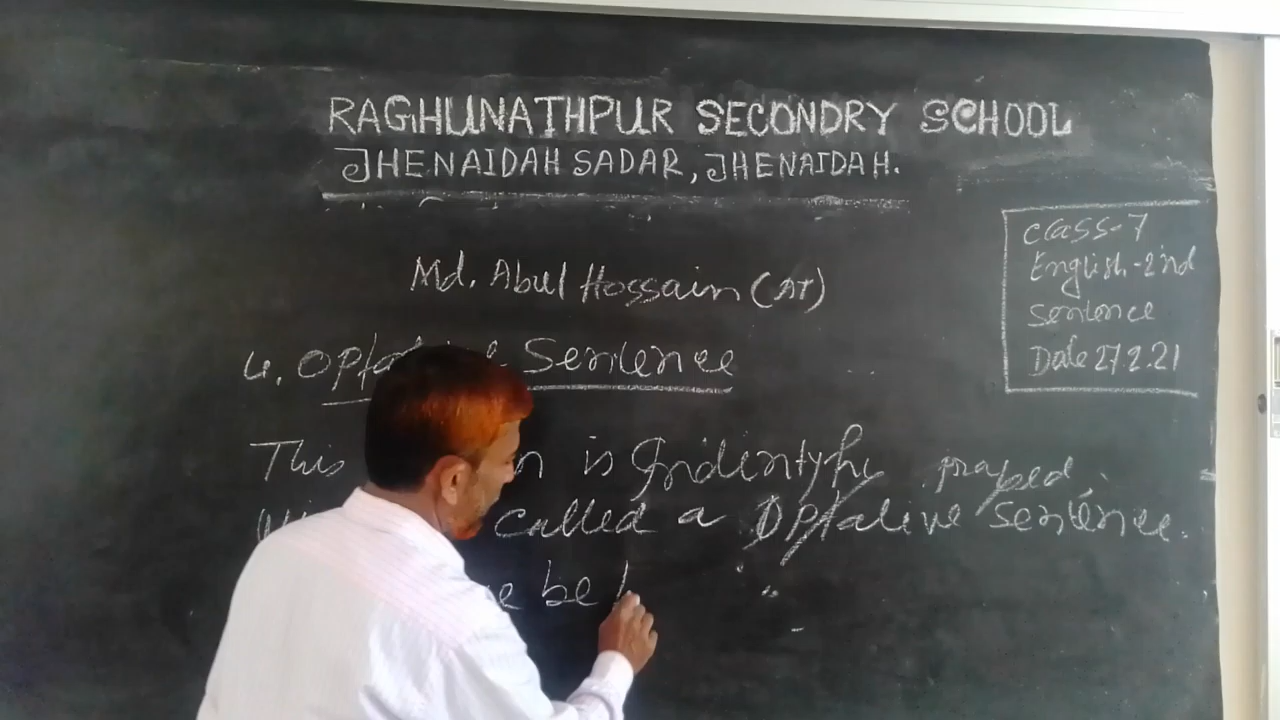 RAGHUNATHPUR SECONDRY SCHOOL
JHENAIDAH SADAR, JHENAIDAH.
Class-7
English-2nd
Sentence
Date 27.2.21
Md. Abul Hossain (AT)
4. Sentence
This is prayed,
called a Optative Sentence.
be